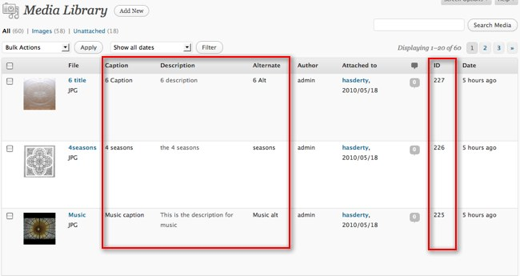 Media Library Add New
Search Media
All (60) | Images (58) | Unattached (18)
Bulk Actions Apply Show all dates Filter Displaying 1–20 of 60 1 2 3 »
File Caption Description Alternate Author Attached to ID Date
6 title 6 Caption 6 description 6 Alt admin hasderty, 0 227 5 hours ago
JPG 2010/05/18
4seasons 4 seasons the 4 seasons seasons admin hasderty, 0 226 5 hours ago
JPG 2010/05/18
Music Music caption This is the description for Music alt admin hasderty, 0 225 5 hours ago
JPG music 2010/05/18